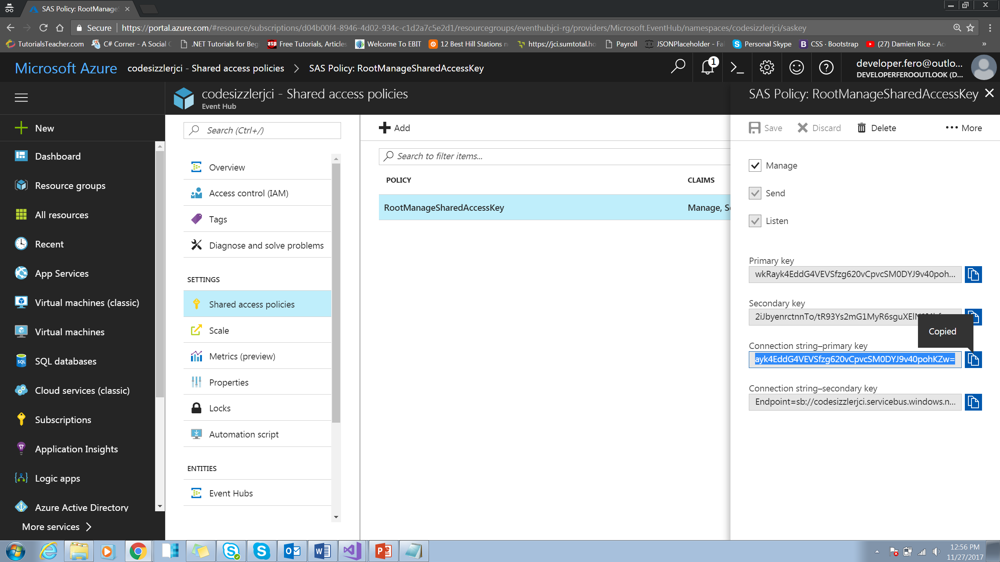 SAS Policy: RootManageS
Secure https://portal.azure.com/#resource/subscriptions/d04b00f4-8946-4d02-934c-c1d2a7c5e2d1/resourcegroups/eventhubjci-rg/providers/Microsoft.EventHub/namespaces/codesizzlerjci/saskey
TutorialsTeacher.com C# Corner - A Social .NET Tutorials for Beg Free Tutorials, Articles Welcome To EBIT 12 Best Hill Stations https://jci.sumtotal.ho Payroll JSONPlaceholder - Fa Personal Skype CSS · Bootstrap (27) Damien Rice - Ac »
Microsoft Azure codesizzlerjci - Shared access policies > SAS Policy: RootManageSharedAccessKey 1
developer.fero@outlo...
DEVELOPERFEROOUTLOOK (D...
codesizzlerjci - Shared access policies
Event Hub
SAS Policy: RootManageSharedAccessKey
New
Dashboard
Resource groups
All resources
Recent
App Services
Virtual machines (classic)
Virtual machines
SQL databases
Cloud services (classic)
Subscriptions
Application Insights
Logic apps
Azure Active Directory
More services >
Search (Ctrl+/)
Overview
Access control (IAM)
Tags
Diagnose and solve problems
SETTINGS
Shared access policies
Scale
Metrics (preview)
Properties
Locks
Automation script
ENTITIES
Event Hubs
Add
Search to filter items...
POLICY CLAIMS
RootManageSharedAccessKey Manage, Se
Save Discard Delete ••• More
Manage
Send
Listen
Primary key
wkRayk4EddG4VEVSfzg620vCpvcSM0DYJ9v40poh...
Secondary key
2iJbyenrctnnTo/tR93Ys2mG1MyR6sguXElN
Copied
Connection string–primary key
ayk4EddG4VEVSfzg620vCpvcSM0DYJ9v40pohKZw=
Connection string–secondary key
Endpoint=sb://codesizzlerjci.servicebus.windows.n...
12:56 PM
11/27/2017